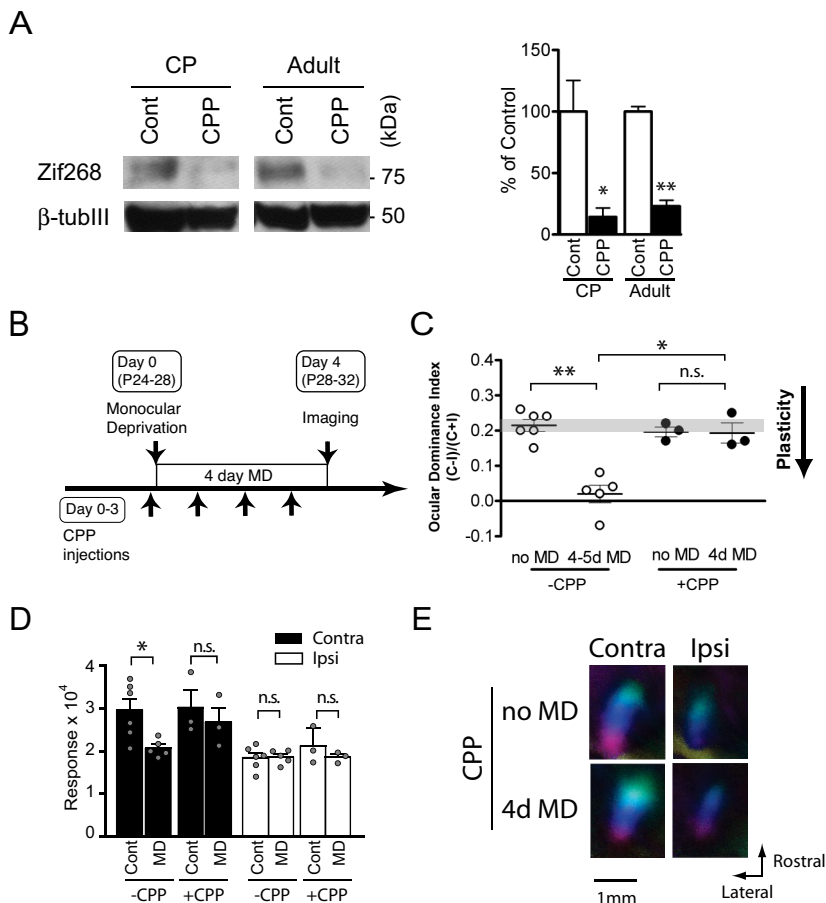 A
CP
Adult
Cont
CPP
Cont
CPP
(kDa)
Zif268
- 75
β-tubIII
- 50
% of Control
150
100
50
0
*
**
Cont
CPP
Cont
CPP
CP
Adult
B
Day 0
(P24-28)
Day 4
(P28-32)
Monocular
Deprivation
Imaging
4 day MD
Day 0-3
CPP
injections
C
Ocular Dominance Index
(C-I)/(C+I)
0.4
0.3
0.2
0.1
0.0
-0.1
**
*
n.s.
Plasticity
no MD 4-5d MD
no MD 4d MD
-CPP
+CPP
D
Contra
Ipsi
Response x 10⁴
4
3
2
1
0
*
n.s.
n.s.
n.s.
Cont
MD
Cont
MD
Cont
MD
Cont
MD
-CPP
+CPP
-CPP
+CPP
E
Contra Ipsi
CPP
no MD
4d MD
Rostral
Lateral
1mm